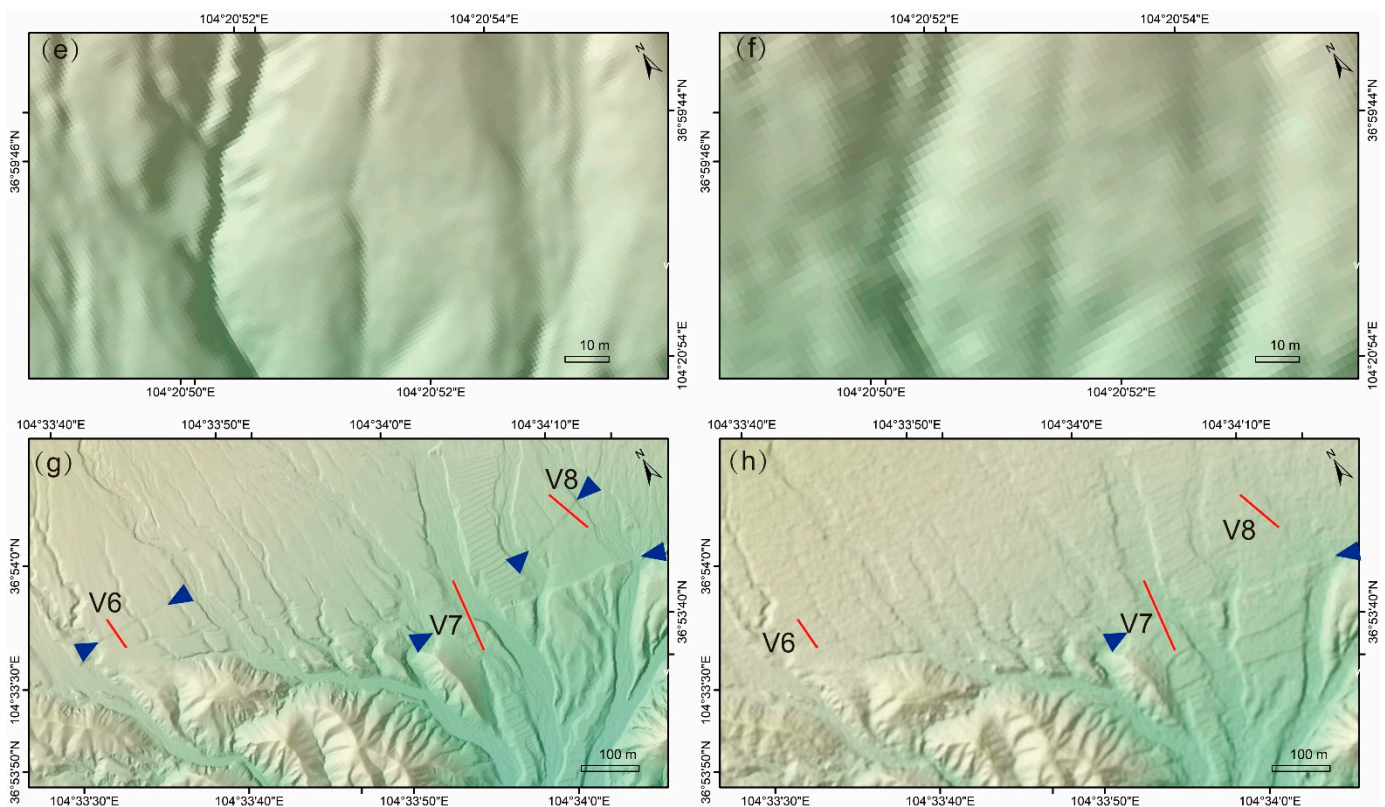 104°20'52"E 104°20'54"E
104°20'52"E 104°20'54"E
(e)
N
36°59'46"N
36°59'44"N
10 m
104°20'54"E
104°20'50"E 104°20'52"E
(f)
N
36°59'46"N
36°59'44"N
10 m
104°20'54"E
104°20'50"E 104°20'52"E
104°33'40"E 104°33'50"E 104°34'0"E 104°34'10"E
104°33'40"E 104°33'50"E 104°34'0"E 104°34'10"E
(g)
N
V8
36°54'0"N
V6
V7
36°53'40"N
104°33'30"E
36°53'50"N
100 m
104°33'30"E 104°33'40"E 104°33'50"E 104°34'0"E
(h)
N
V8
36°54'0"N
V6
V7
36°53'40"N
104°33'30"E
36°53'50"N
100 m
104°33'30"E 104°33'40"E 104°33'50"E 104°34'0"E